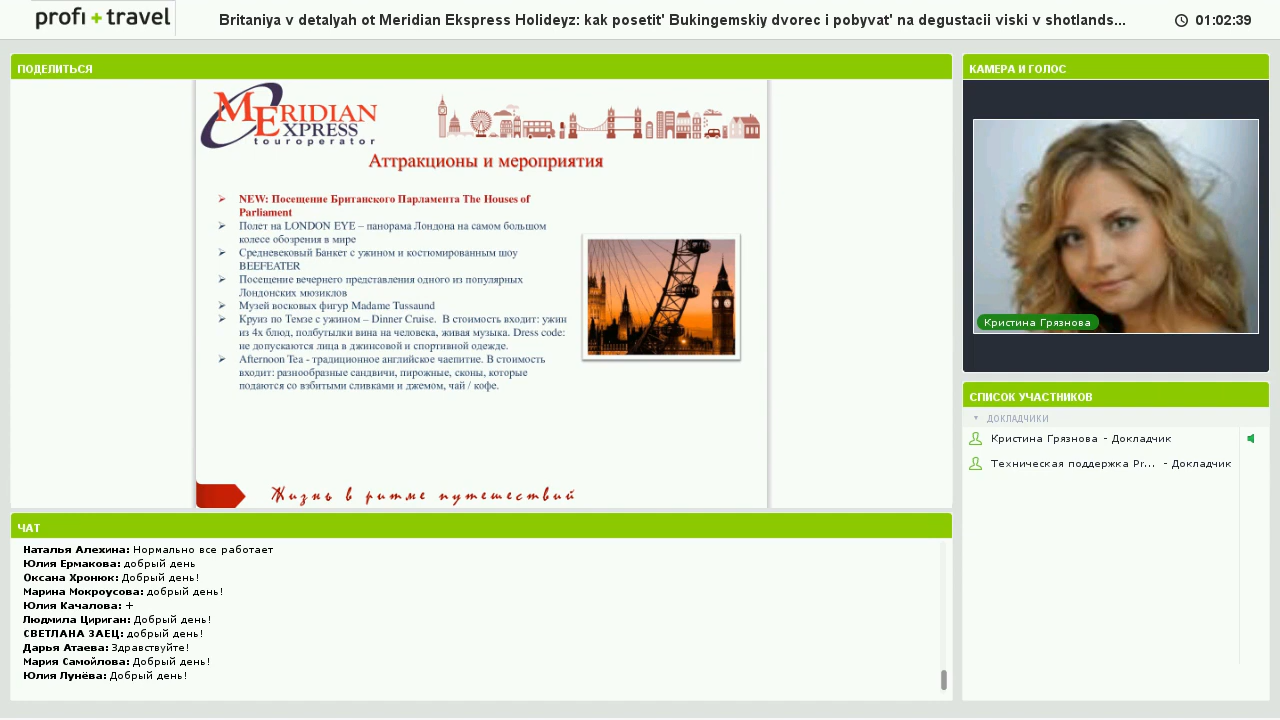 profi + travel
Britaniya v detalyah ot Meridian Ekspress Holideyz: kak posetit' Bukingemskiy dvorec i pobyvat' na degustacii viski v shotlands...
01:02:39
ПОДЕЛИТЬСЯ
MERIDIAN
EXPRESS
touroperator
Аттракционы и мероприятия
NEW: Посещение Британского Парламента The Houses of
Parliament
Полет на LONDON EYE – панорама Лондона на самом большом
колесе обозрения в мире
Средневековый Банкет с ужином и костюмированным шоу
BEEFEATER
Посещение вечернего представления одного из популярных
Лондонских мюзиклов
Музей восковых фигур Madame Tussaund
Круиз по Темзе с ужином – Dinner Cruise. В стоимость входит: ужин
из 4х блюд, полбутылки вина на человека, живая музыка. Dress code:
не допускаются лица в джинсовой и спортивной одежде.
Afternoon Tea - традиционное английское чаепитие. В стоимость
входит: разнообразные сандвичи, пирожные, сконы, которые
подаются со взбитыми сливками и джемом, чай / кофе.
Жизнь в ритме путешествий
КАМЕРА И ГОЛОС
Кристина Грязнова
СПИСОК УЧАСТНИКОВ
ДОКЛАДЧИКИ
Кристина Грязнова - Докладчик
Техническая поддержка Pr... - Докладчик
ЧАТ
Наталья Алехина: Нормально все работает
Юлия Ермакова: добрый день
Оксана Хронюк: Добрый день!
Марина Мокроусова: добрый день!
Юлия Качалова: +
Людмила Цириган: Добрый день!
СВЕТЛАНА ЗАЕЦ: добрый день!
Дарья Атаева: Здравствуйте!
Мария Самойлова: Добрый день!
Юлия Лунёва: Добрый день!